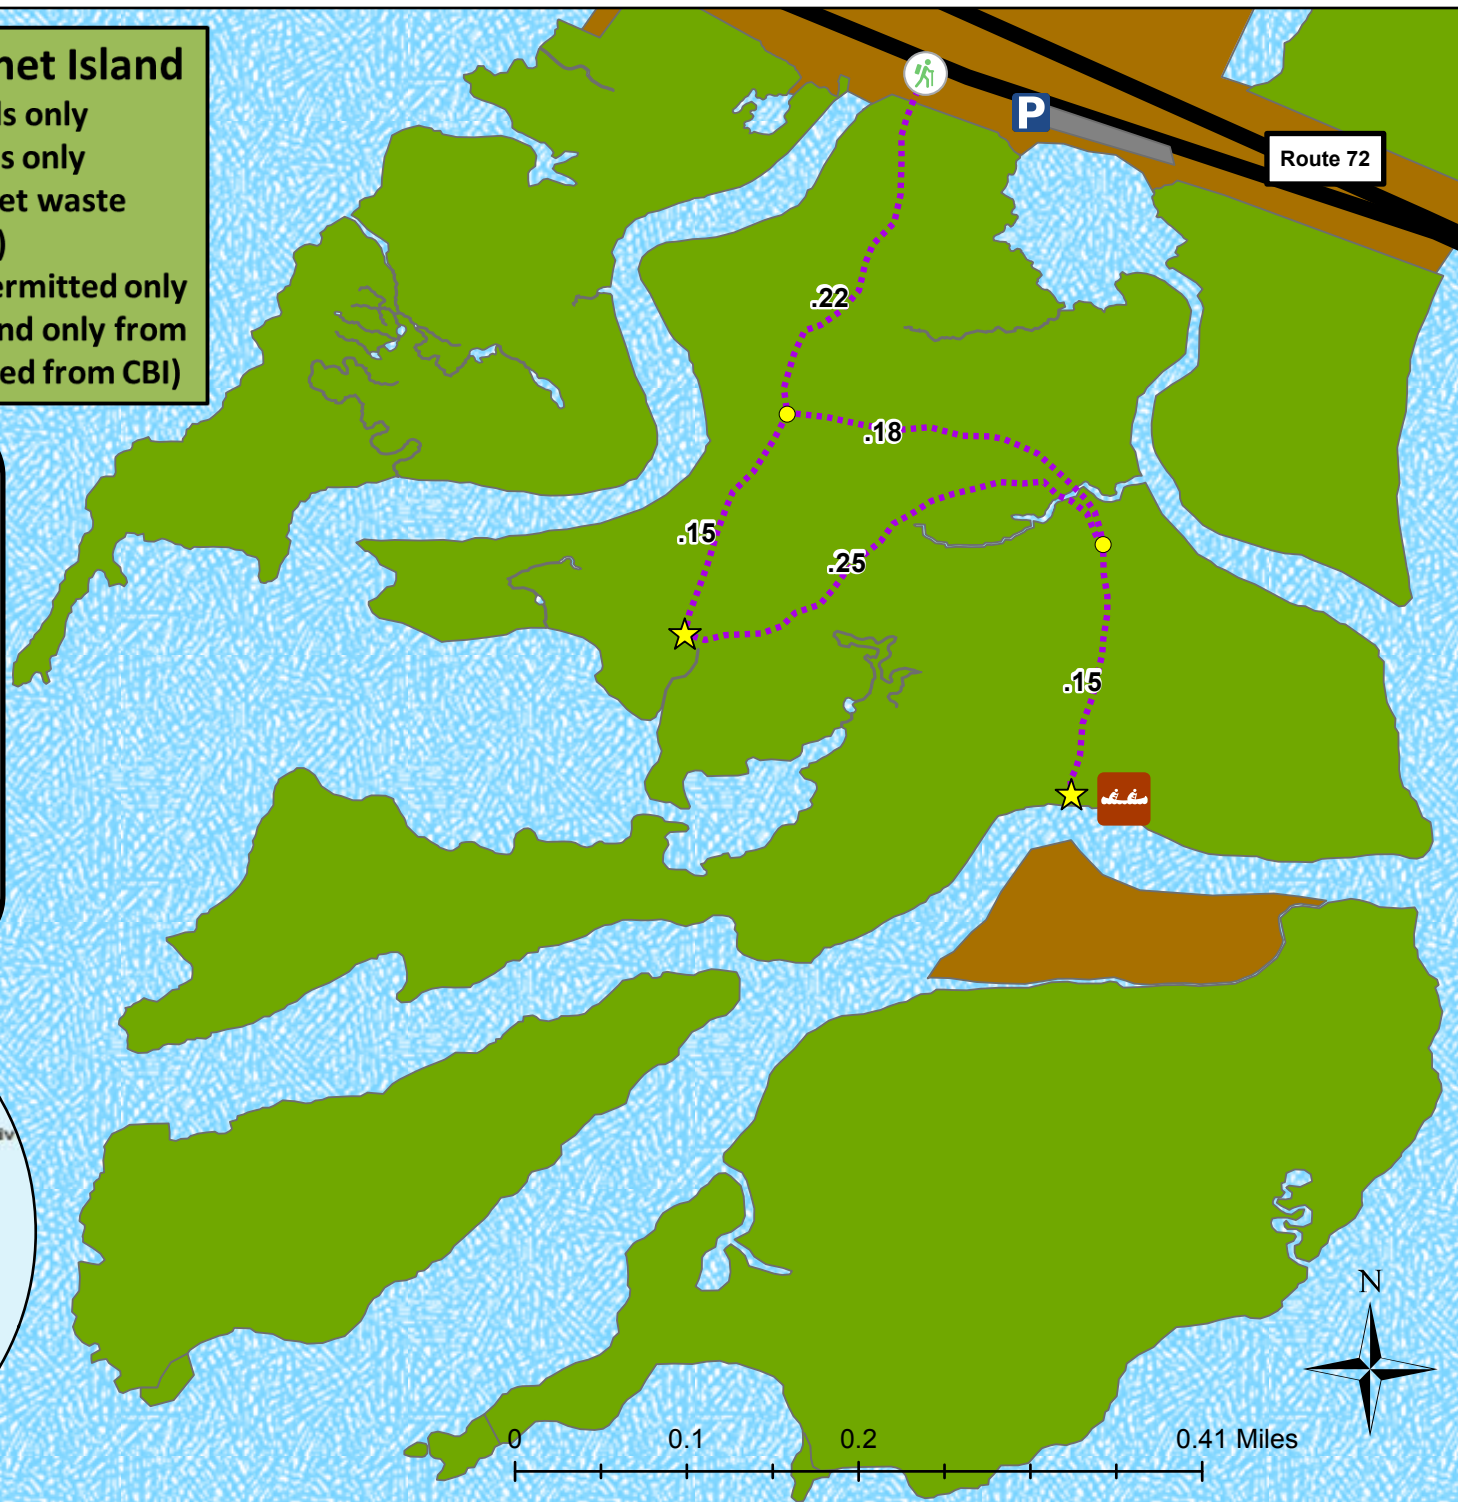 net Island
ls only
s only
et waste
)
ermitted only
nd only from
ed from CBI)
P
Route 72
.22
.18
.15
.25
.15
iv
N
0 0.1 0.2 0.41 Miles